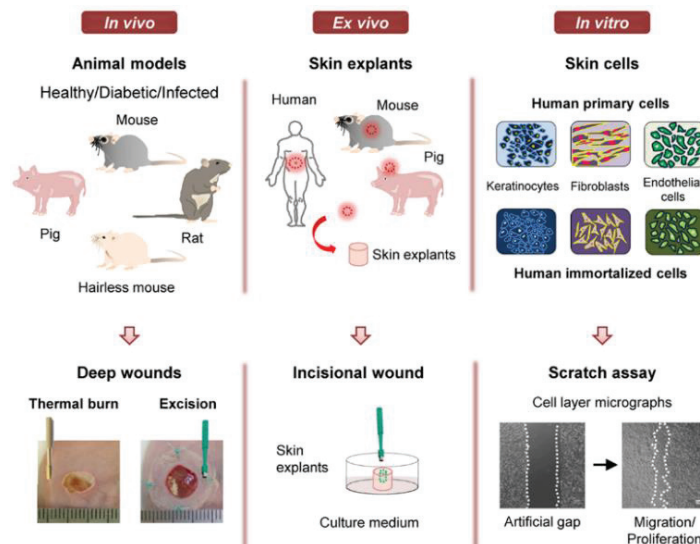 In vivo
Animal models
Healthy/Diabetic/Infected
Mouse
Pig
Rat
Hairless mouse
Deep wounds
Thermal burn
Excision
Ex vivo
Skin explants
Human
Mouse
Pig
Skin explants
Incisional wound
Skin
explants
Culture medium
In vitro
Skin cells
Human primary cells
Keratinocytes
Fibroblasts
Endothelial
cells
Human immortalized cells
Scratch assay
Cell layer micrographs
Artificial gap
Migration/
Proliferation